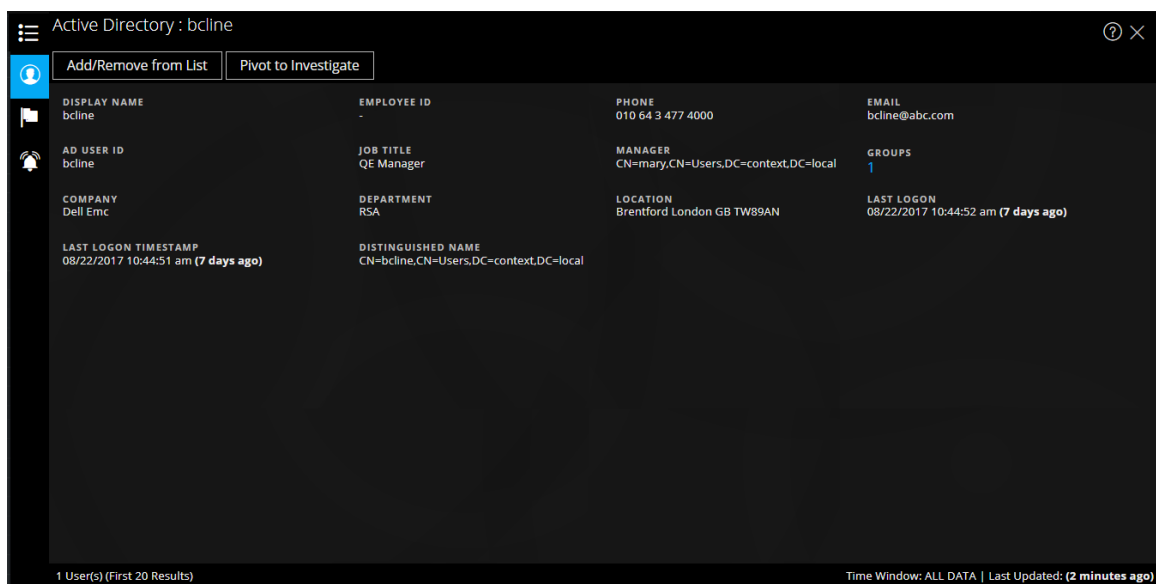 Active Directory : bcline
Add/Remove from List
Pivot to Investigate
DISPLAY NAME
bcline
EMPLOYEE ID
-
PHONE
010 64 3 477 4000
EMAIL
bcline@abc.com
AD USER ID
bcline
JOB TITLE
QE Manager
MANAGER
CN=mary,CN=Users,DC=context,DC=local
GROUPS
1
COMPANY
Dell Emc
DEPARTMENT
RSA
LOCATION
Brentford London GB TW89AN
LAST LOGON
08/22/2017 10:44:52 am (7 days ago)
LAST LOGON TIMESTAMP
08/22/2017 10:44:51 am (7 days ago)
DISTINGUISHED NAME
CN=bcline,CN=Users,DC=context,DC=local
1 User(s) (First 20 Results)
Time Window: ALL DATA | Last Updated: (2 minutes ago)